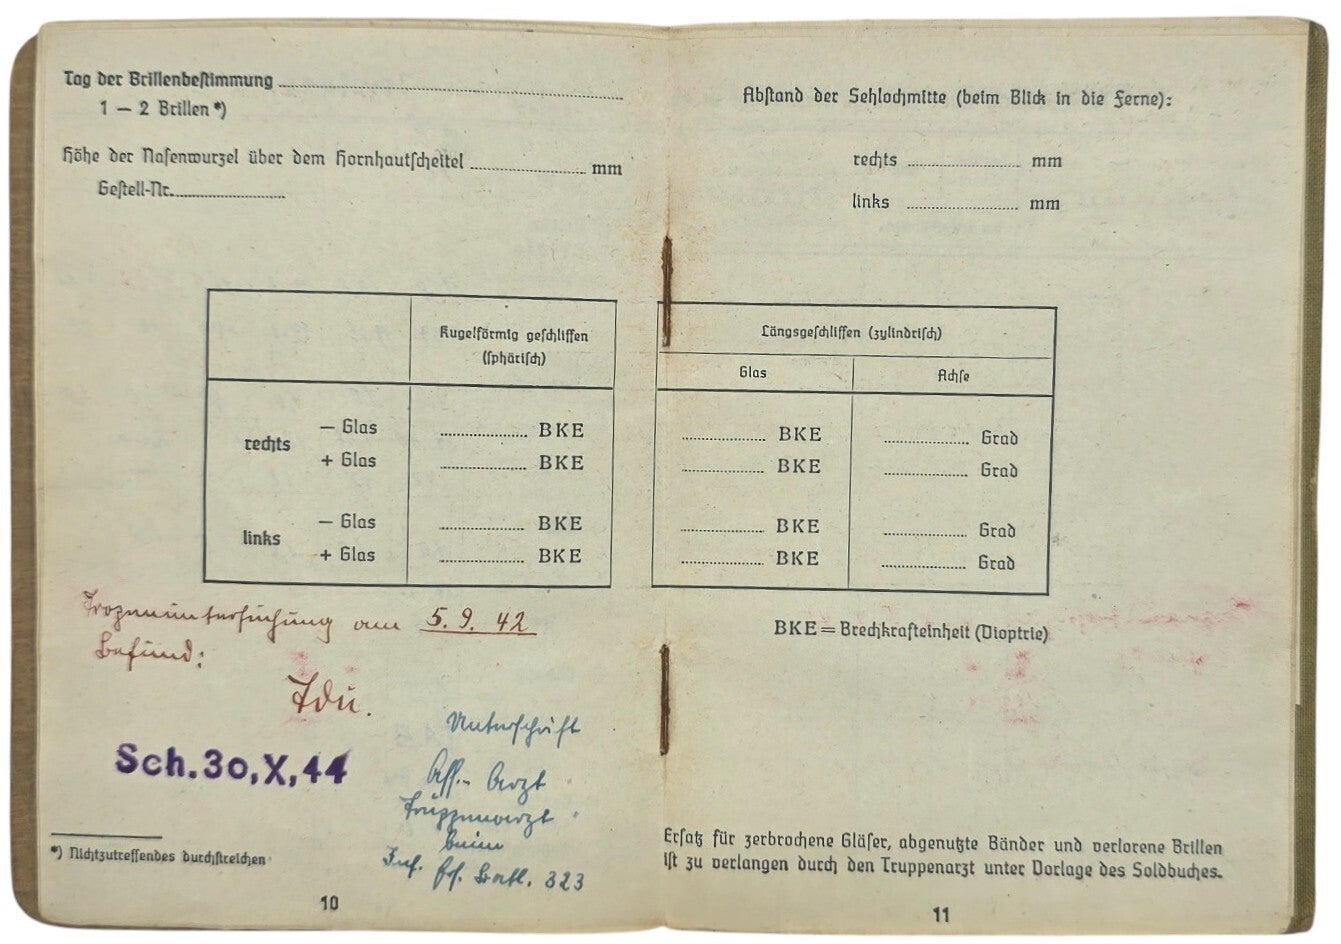 Tag der Brillenbestimmung
1 — 2 Brillen *)
Höhe der Nasenwurzel über dem Hornhautscheitel mm
Gestell-Nr.
Kugelförmig geschliffen
(sphärisch)
rechts
— Glas BKE
+ Glas BKE
links
— Glas BKE
+ Glas BKE
Tropenuntersuchung am 5.9.42
Befund:
Tdu.
Sch.30,X,44
Unterschrift
Ass.-Arzt
Truppenarzt
beim
Inf. Ers. Batl. 323
*) Nichtzutreffendes durchstreichen
10
Abstand der Sehlochmitte (beim Blick in die Ferne):
rechts mm
links mm
Längsgeschliffen (zylindrisch)
Glas Achse
BKE Grad
BKE Grad
BKE Grad
BKE Grad
BKE = Brechkrafteinheit (Dioptrie)
Ersatz für zerbrochene Gläser, abgenutzte Bänder und verlorene Brillen
ist zu verlangen durch den Truppenarzt unter Vorlage des Soldbuches.
11